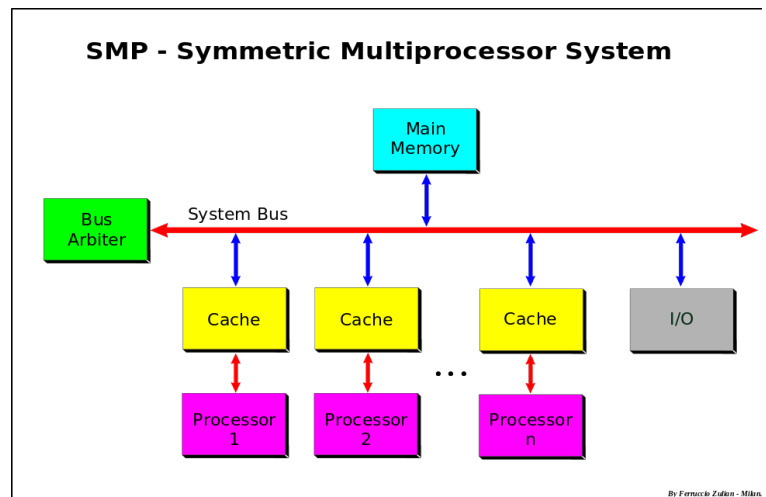 SMP - Symmetric Multiprocessor System
Main
Memory
System Bus
Bus
Arbiter
Cache
Cache
Cache
I/O
...
Processor
1
Processor
2
Processor
n
By Ferruccio Zulian - Milan.